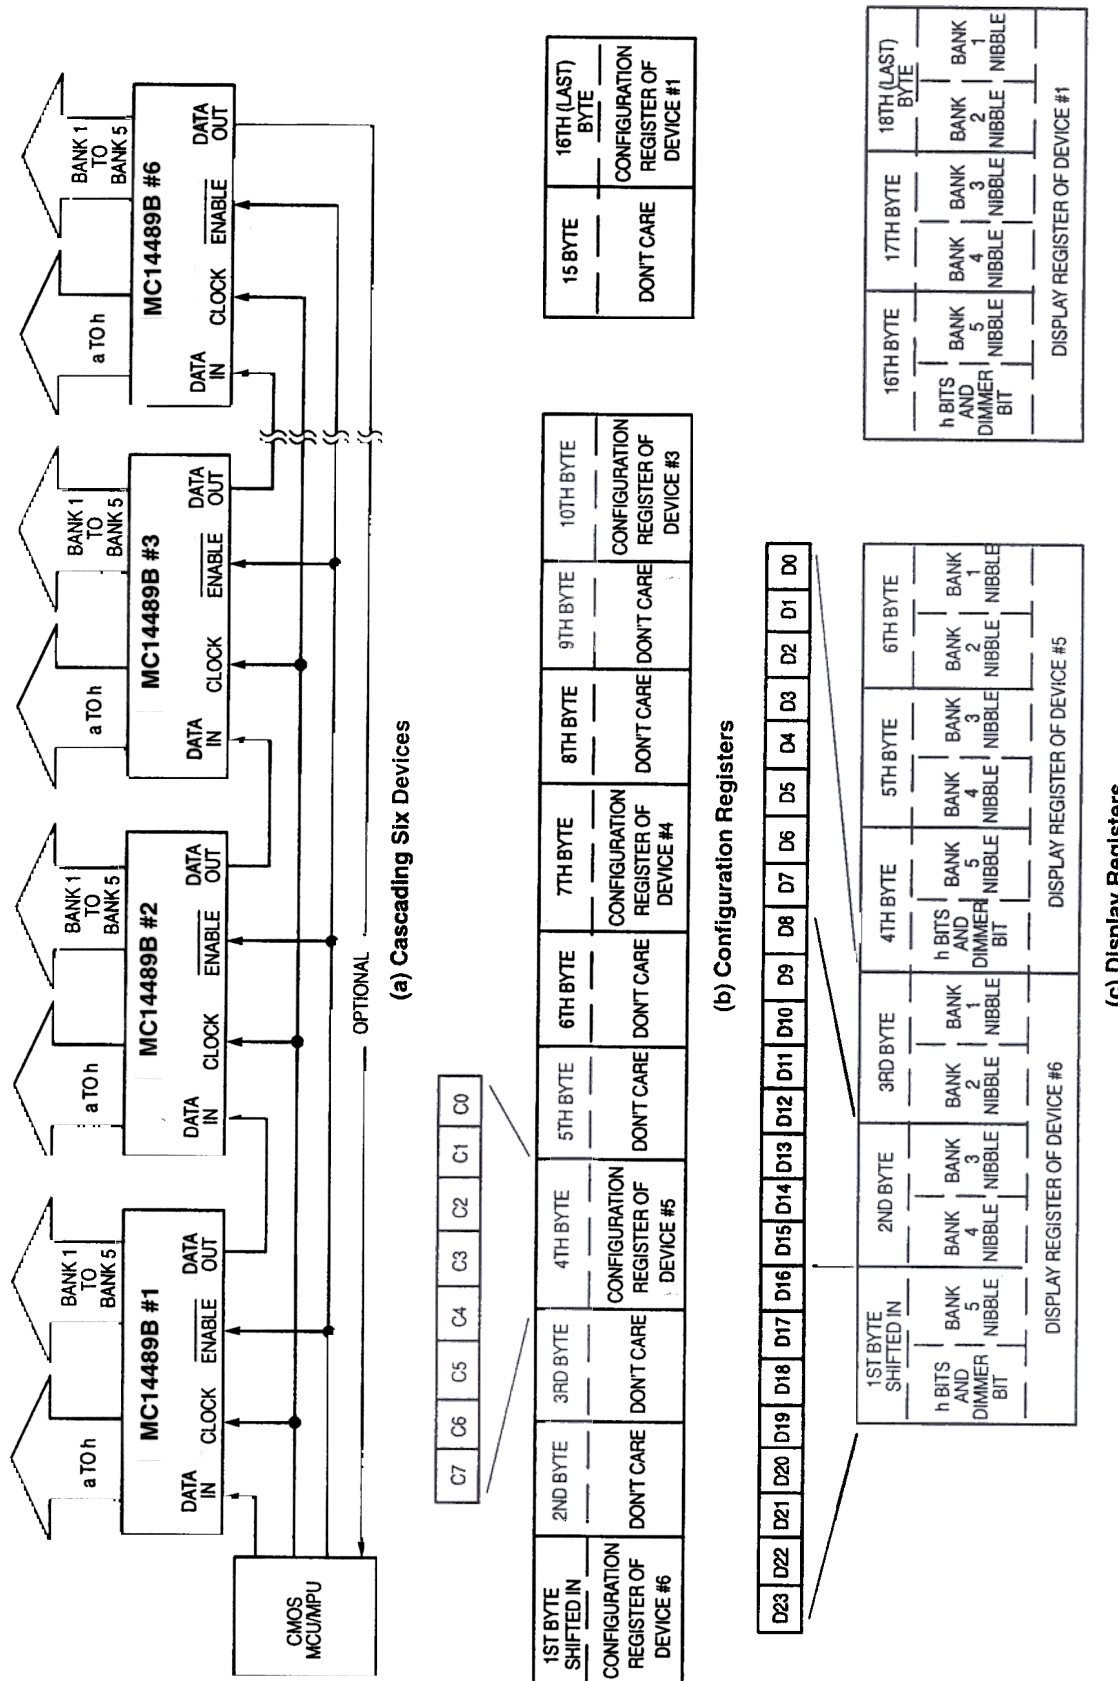 BANK 1
TO
BANK 5
a TO h
MC14489B #1
DATA
IN
CLOCK
ENABLE
DATA
OUT
BANK 1
TO
BANK 5
a TO h
MC14489B #2
DATA
IN
CLOCK
ENABLE
DATA
OUT
BANK 1
TO
BANK 5
a TO h
MC14489B #3
DATA
IN
CLOCK
ENABLE
DATA
OUT
BANK 1
TO
BANK 5
a TO h
MC14489B #6
DATA
IN
CLOCK
ENABLE
DATA
OUT
CMOS
MCU/MPU
OPTIONAL
(a) Cascading Six Devices
C7 C6 C5 C4 C3 C2 C1 C0
1ST BYTE
SHIFTED IN
CONFIGURATION
REGISTER OF
DEVICE #6
2ND BYTE
DON'T CARE
3RD BYTE
DON'T CARE
4TH BYTE
CONFIGURATION
REGISTER OF
DEVICE #5
5TH BYTE
DON'T CARE
6TH BYTE
DON'T CARE
7TH BYTE
CONFIGURATION
REGISTER OF
DEVICE #4
8TH BYTE
DON'T CARE
9TH BYTE
DON'T CARE
10TH BYTE
CONFIGURATION
REGISTER OF
DEVICE #3
15 BYTE
DON'T CARE
16TH (LAST)
BYTE
CONFIGURATION
REGISTER OF
DEVICE #1
(b) Configuration Registers
D23 D22 D21 D20 D19 D18 D17 D16 D15 D14 D13 D12 D11 D10 D9 D8 D7 D6 D5 D4 D3 D2 D1 D0
1ST BYTE
SHIFTED IN
h BITS
AND
DIMMER
BIT
BANK
5
NIBBLE
2ND BYTE
BANK
4
NIBBLE
BANK
3
NIBBLE
3RD BYTE
BANK
2
NIBBLE
BANK
1
NIBBLE
DISPLAY REGISTER OF DEVICE #6
4TH BYTE
h BITS
AND
DIMMER
BIT
BANK
5
NIBBLE
5TH BYTE
BANK
4
NIBBLE
BANK
3
NIBBLE
6TH BYTE
BANK
2
NIBBLE
BANK
1
NIBBLE
DISPLAY REGISTER OF DEVICE #5
16TH BYTE
h BITS
AND
DIMMER
BIT
BANK
5
NIBBLE
17TH BYTE
BANK
4
NIBBLE
BANK
3
NIBBLE
18TH (LAST)
BYTE
BANK
2
NIBBLE
BANK
1
NIBBLE
DISPLAY REGISTER OF DEVICE #1
(c) Display Registers